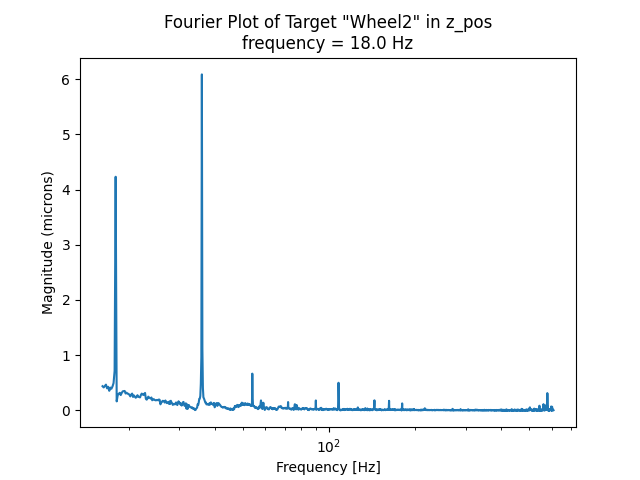 Fourier Plot of Target "Wheel2" in z_pos
frequency = 18.0 Hz
6
5
4
3
2
1
0
Magnitude (microns)
10²
Frequency [Hz]